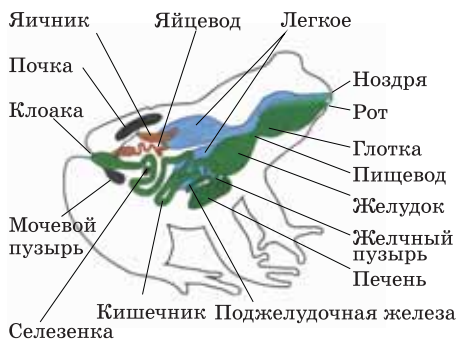 Яичник
Яйцевод
Легкое
Почка
Клоака
Ноздря
Рот
Глотка
Пищевод
Желудок
Желчный
пузырь
Печень
Мочевой
пузырь
Кишечник
Поджелудочная железа
Селезенка